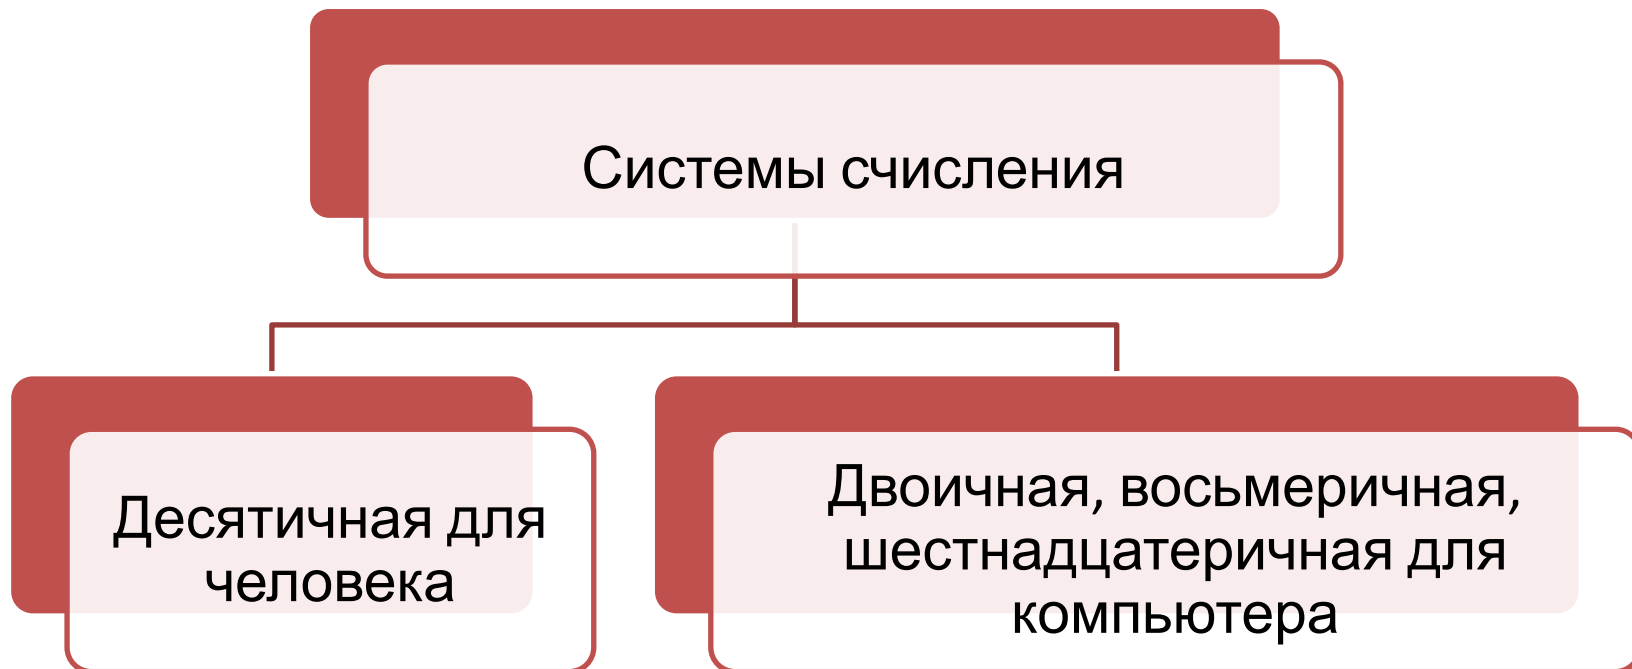 Системы счисления
Десятичная для
человека
Двоичная, восьмеричная,
шестнадцатеричная для
компьютера